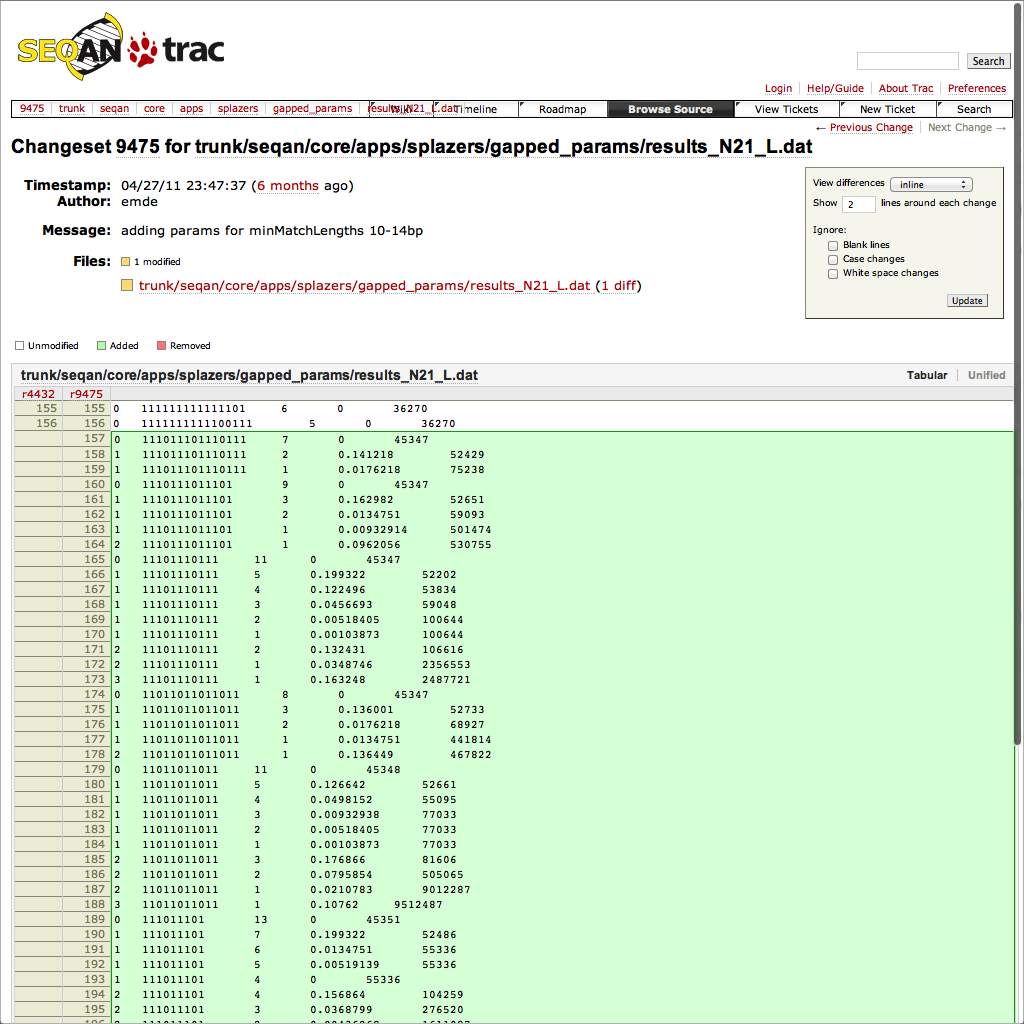 SEQAN trac
Search
Login Help/Guide About Trac Preferences
9475 trunk seqan core apps splazers gapped_params results_N21_L.dat Wiki Timeline Roadmap Browse Source View Tickets New Ticket Search
← Previous Change Next Change →
Changeset 9475 for trunk/seqan/core/apps/splazers/gapped_params/results_N21_L.dat
Timestamp: 04/27/11 23:47:37 (6 months ago)
Author: emde
Message: adding params for minMatchLengths 10-14bp
Files: 1 modified
trunk/seqan/core/apps/splazers/gapped_params/results_N21_L.dat (1 diff)
View differences inline
Show 2 lines around each change
Ignore:
Blank lines
Case changes
White space changes
Update
Unmodified Added Removed
trunk/seqan/core/apps/splazers/gapped_params/results_N21_L.dat Tabular Unified
r4432 r9475
155 155 0 1111111111111101 6 0 36270
156 156 0 1111111111100111 5 0 36270
157 0 111011101110111 7 0 45347
158 1 111011101110111 2 0.141218 52429
159 1 111011101110111 1 0.0176218 75238
160 0 1110111011101 9 0 45347
161 1 1110111011101 3 0.162982 52651
162 1 1110111011101 2 0.0134751 59093
163 1 1110111011101 1 0.00932914 501474
164 2 1110111011101 1 0.0962056 530755
165 0 11101110111 11 0 45347
166 1 11101110111 5 0.199322 52202
167 1 11101110111 4 0.122496 53834
168 1 11101110111 3 0.0456693 59048
169 1 11101110111 2 0.00518405 100644
170 1 11101110111 1 0.00103873 100644
171 2 11101110111 2 0.132431 106616
172 2 11101110111 1 0.0348746 2356553
173 3 11101110111 1 0.163248 2487721
174 0 11011011011011 8 0 45347
175 1 11011011011011 3 0.136001 52733
176 1 11011011011011 2 0.0176218 68927
177 1 11011011011011 1 0.0134751 441814
178 2 11011011011011 1 0.136449 467822
179 0 11011011011 11 0 45348
180 1 11011011011 5 0.126642 52661
181 1 11011011011 4 0.0498152 55095
182 1 11011011011 3 0.00932938 77033
183 1 11011011011 2 0.00518405 77033
184 1 11011011011 1 0.00103873 77033
185 2 11011011011 3 0.176866 81606
186 2 11011011011 2 0.0795854 505065
187 2 11011011011 1 0.0210783 9012287
188 3 11011011011 1 0.10762 9512487
189 0 111011101 13 0 45351
190 1 111011101 7 0.199322 52486
191 1 111011101 6 0.0134751 55336
192 1 111011101 5 0.00519139 55336
193 1 111011101 4 0 55336
194 2 111011101 4 0.156864 104259
195 2 111011101 3 0.0368799 276520